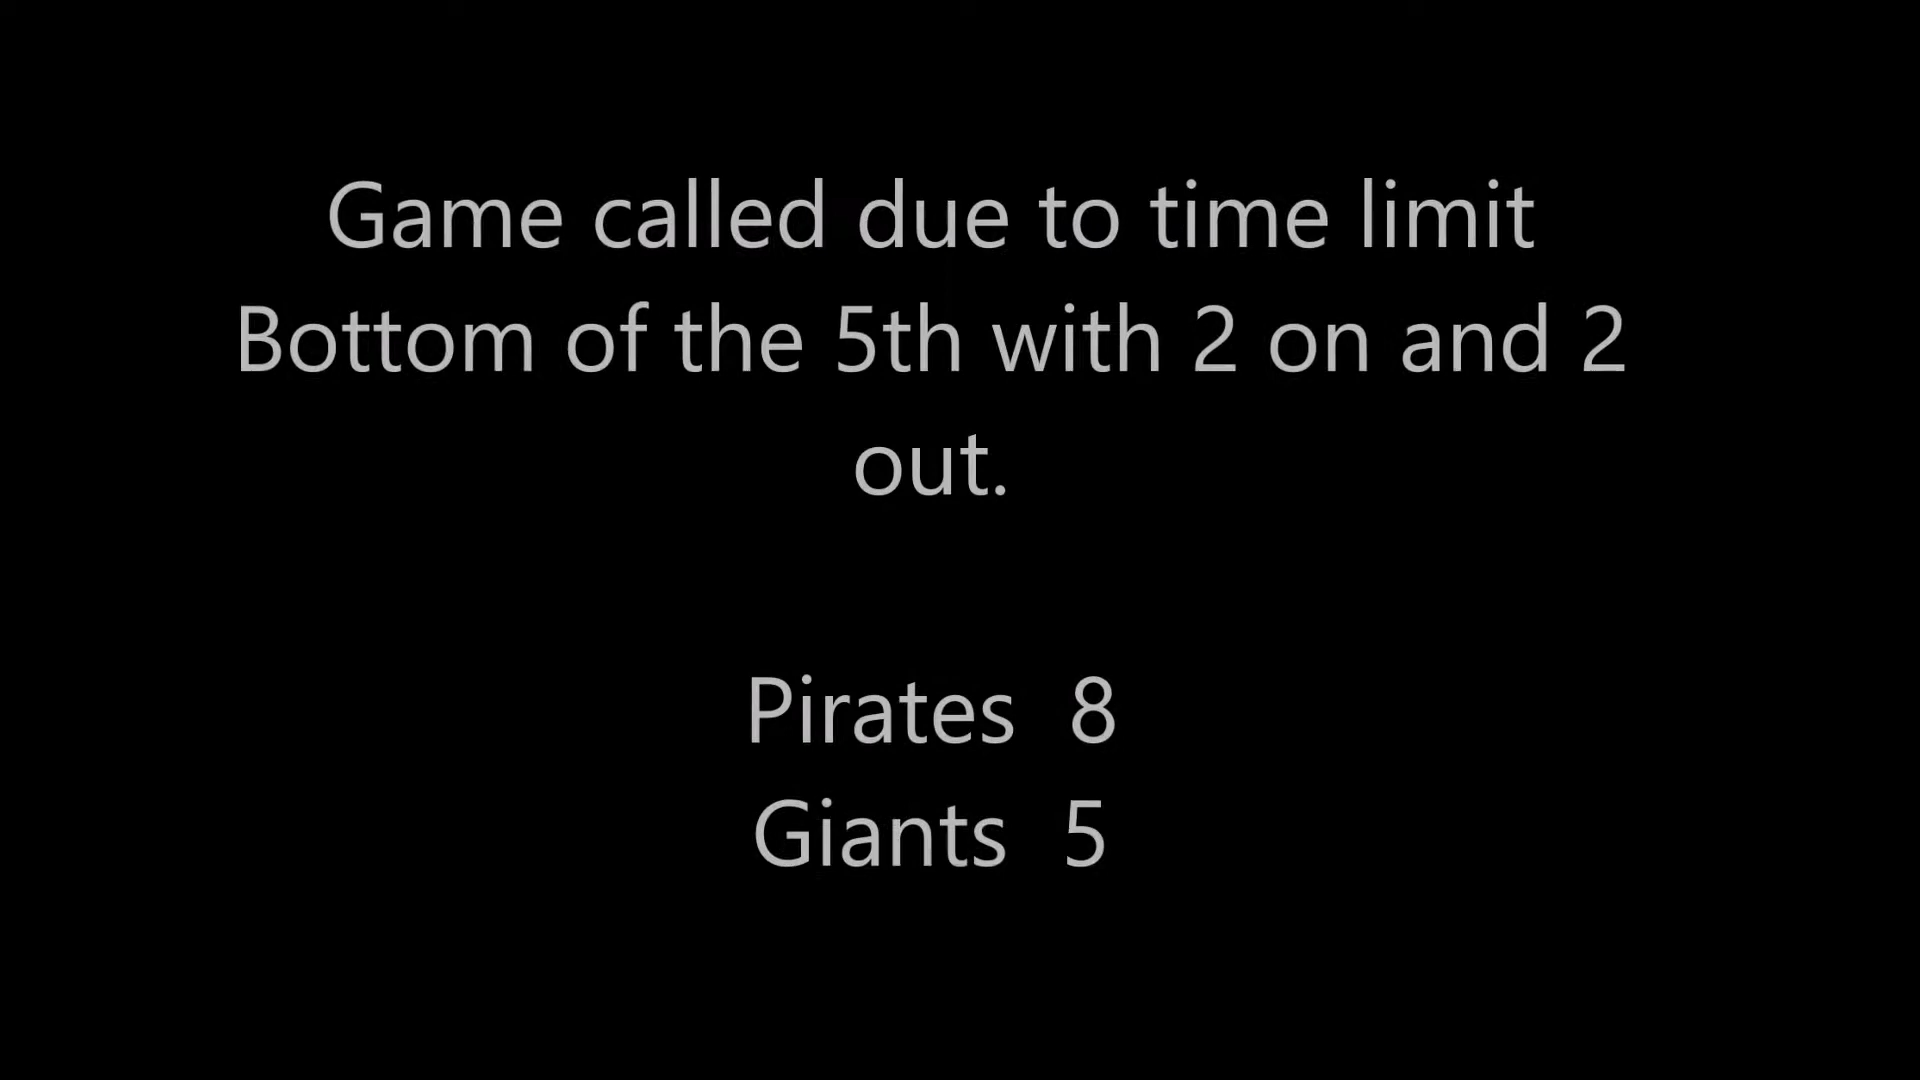 Game called due to time limit
Bottom of the 5th with 2 on and 2
out.
Pirates 8
Giants 5